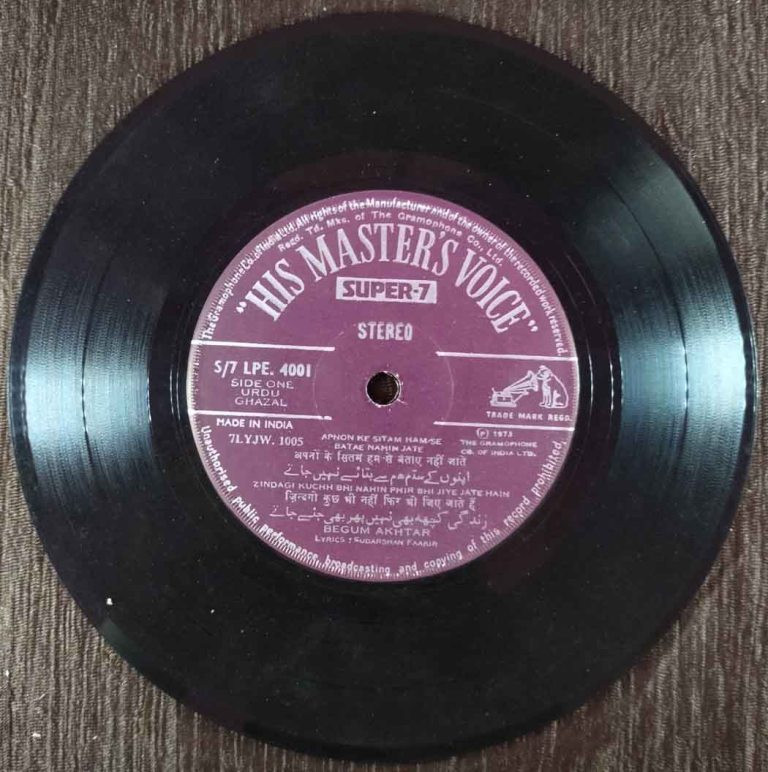 The Gramophone Co. of India Ltd. All rights of the Manufacturer and of the owner of the recorded work reserved.
Regd. Td. Mks. of The Gramophone Co., Ltd.
"HIS MASTER'S VOICE"
SUPER-7
STEREO
S/7 LPE. 4001
SIDE ONE
URDU
GHAZAL
TRADE MARK REGD.
MADE IN INDIA
7LYJW. 1005
Ⓟ 1973
THE GRAMOPHONE
CO. OF INDIA LTD.
APNON KE SITAM HAM-SE
BATAE NAHIN JATE
अपनों के सितम हम-से बताए नहीं जाते
اپنوں کے ستم ہم سے بتائے نہیں جاتے
ZINDAGI KUCHH BHI NAHIN PHIR BHI JIYE JATE HAIN
ज़िन्दगी कुछ भी नहीं फिर भी जिए जाते हैं
زندگی کچھ بھی نہیں پھر بھی جئے جاتے
BEGUM AKHTAR
LYRICS : SUDARSHAN FAAKIR
Unauthorised public performance, broadcasting and copying of this record prohibited.